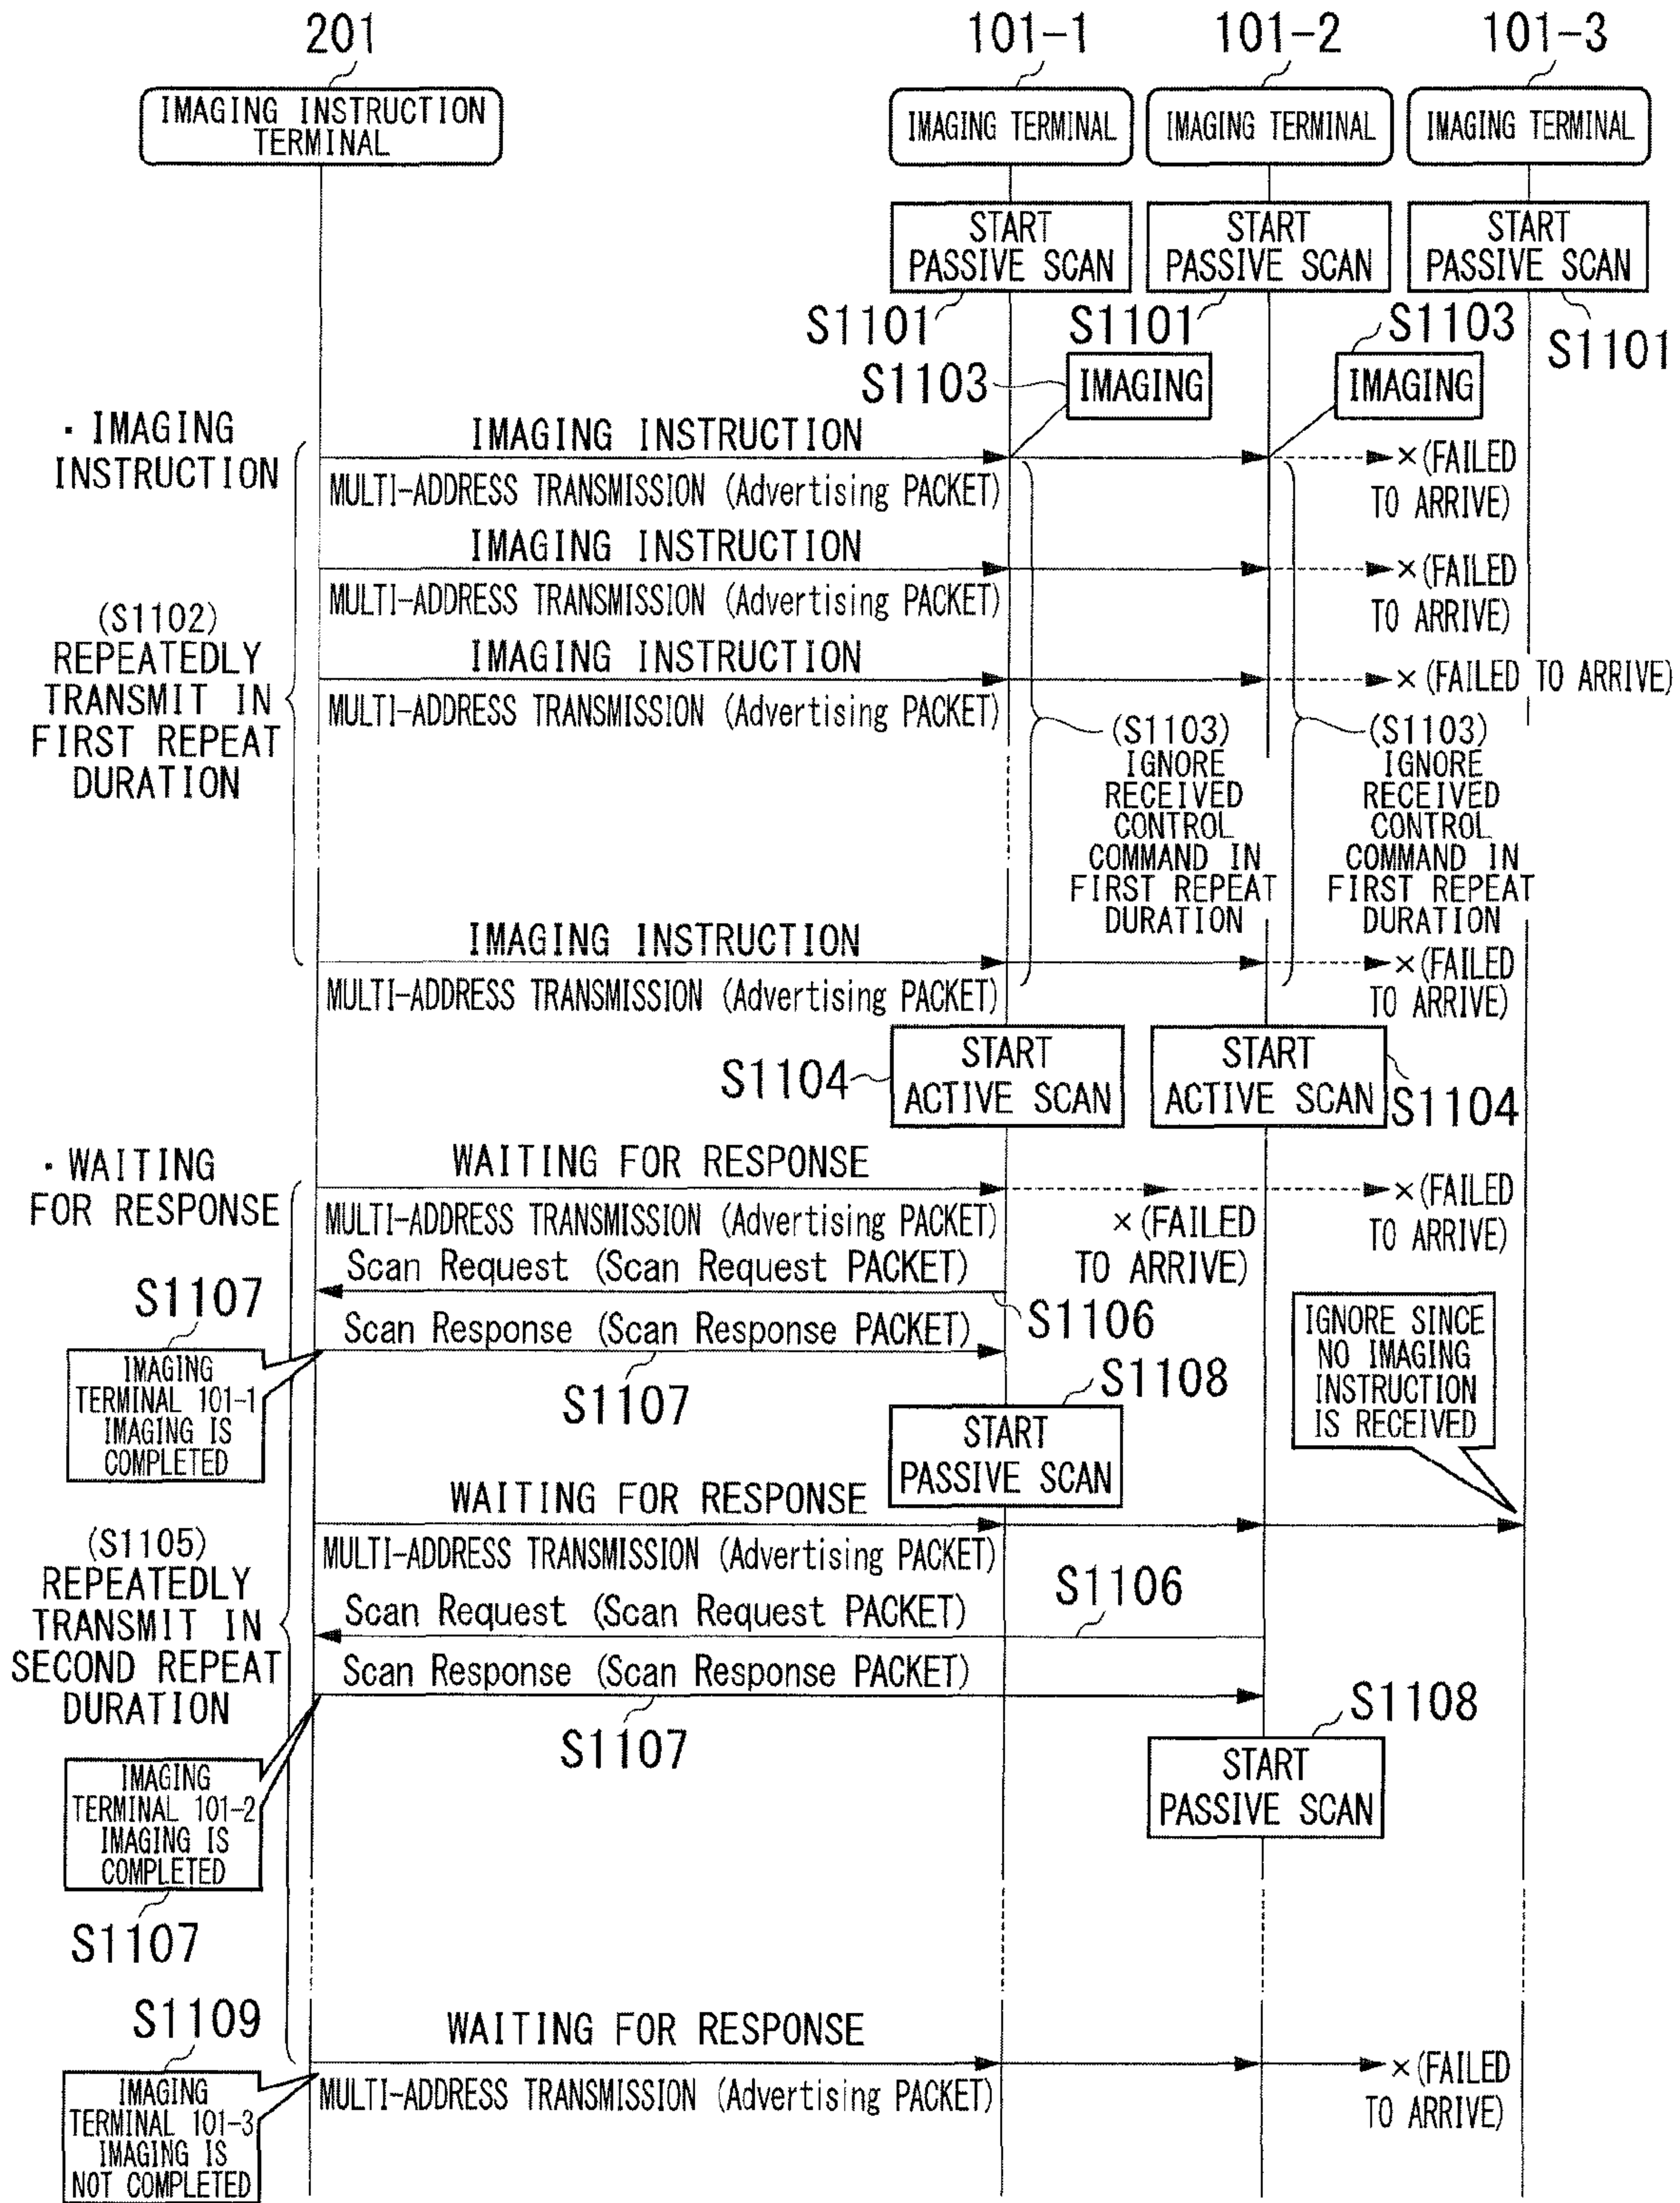 201
101-1
101-2
101-3
IMAGING INSTRUCTION
TERMINAL
IMAGING TERMINAL
IMAGING TERMINAL
IMAGING TERMINAL
START
PASSIVE SCAN
START
PASSIVE SCAN
START
PASSIVE SCAN
S1101
S1101
S1101
S1103
IMAGING
S1103
IMAGING
・IMAGING
INSTRUCTION
IMAGING INSTRUCTION
MULTI-ADDRESS TRANSMISSION (Advertising PACKET)
×(FAILED
TO ARRIVE)
IMAGING INSTRUCTION
MULTI-ADDRESS TRANSMISSION (Advertising PACKET)
×(FAILED
TO ARRIVE)
(S1102)
REPEATEDLY
TRANSMIT IN
FIRST REPEAT
DURATION
IMAGING INSTRUCTION
MULTI-ADDRESS TRANSMISSION (Advertising PACKET)
×(FAILED TO ARRIVE)
(S1103)
IGNORE
RECEIVED
CONTROL
COMMAND IN
FIRST REPEAT
DURATION
(S1103)
IGNORE
RECEIVED
CONTROL
COMMAND IN
FIRST REPEAT
DURATION
IMAGING INSTRUCTION
MULTI-ADDRESS TRANSMISSION (Advertising PACKET)
×(FAILED
TO ARRIVE)
S1104
START
ACTIVE SCAN
START
ACTIVE SCAN
S1104
・WAITING
FOR RESPONSE
WAITING FOR RESPONSE
MULTI-ADDRESS TRANSMISSION (Advertising PACKET)
×(FAILED
TO ARRIVE)
×(FAILED
TO ARRIVE)
Scan Request (Scan Request PACKET)
S1106
S1107
Scan Response (Scan Response PACKET)
S1107
IMAGING
TERMINAL 101-1
IMAGING IS
COMPLETED
IGNORE SINCE
NO IMAGING
INSTRUCTION
IS RECEIVED
S1108
START
PASSIVE SCAN
WAITING FOR RESPONSE
MULTI-ADDRESS TRANSMISSION (Advertising PACKET)
(S1105)
REPEATEDLY
TRANSMIT IN
SECOND REPEAT
DURATION
S1106
Scan Request (Scan Request PACKET)
Scan Response (Scan Response PACKET)
S1107
IMAGING
TERMINAL 101-2
IMAGING IS
COMPLETED
S1107
S1108
START
PASSIVE SCAN
S1109
WAITING FOR RESPONSE
MULTI-ADDRESS TRANSMISSION (Advertising PACKET)
×(FAILED
TO ARRIVE)
IMAGING
TERMINAL 101-3
IMAGING IS
NOT COMPLETED